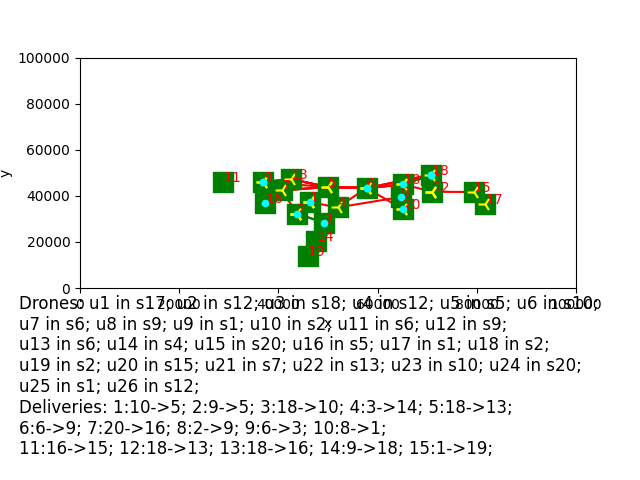 100000
80000
60000
40000
20000
0
y
0 20000 40000 60000 80000 100000
x
Drones: u1 in s17; u2 in s12; u3 in s18; u4 in s12; u5 in s5; u6 in s10;
u7 in s6; u8 in s9; u9 in s1; u10 in s2; u11 in s6; u12 in s9;
u13 in s6; u14 in s4; u15 in s20; u16 in s5; u17 in s1; u18 in s2;
u19 in s2; u20 in s15; u21 in s7; u22 in s13; u23 in s10; u24 in s20;
u25 in s1; u26 in s12;
Deliveries: 1:10->5; 2:9->5; 3:18->10; 4:3->14; 5:18->13;
6:6->9; 7:20->16; 8:2->9; 9:6->3; 10:8->1;
11:16->15; 12:18->13; 13:18->16; 14:9->18; 15:1->19;